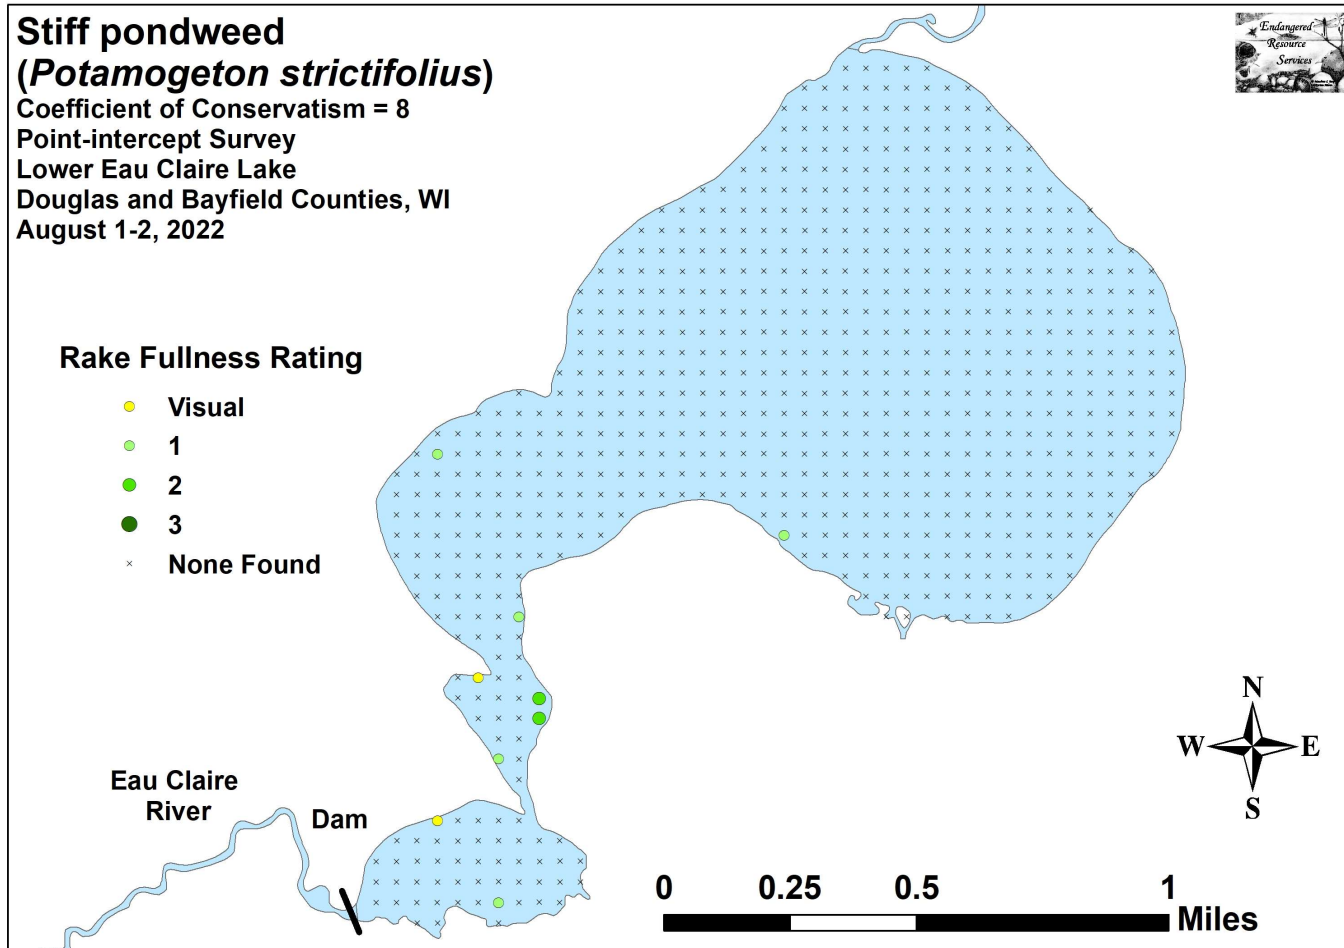 Stiff pondweed
(Potamogeton strictifolius)
Coefficient of Conservatism = 8
Point-intercept Survey
Lower Eau Claire Lake
Douglas and Bayfield Counties, WI
August 1-2, 2022
Endangered
Resource
Services
Rake Fullness Rating
Visual
1
2
3
None Found
Eau Claire
River
Dam
N
W E
S
0 0.25 0.5 1
Miles